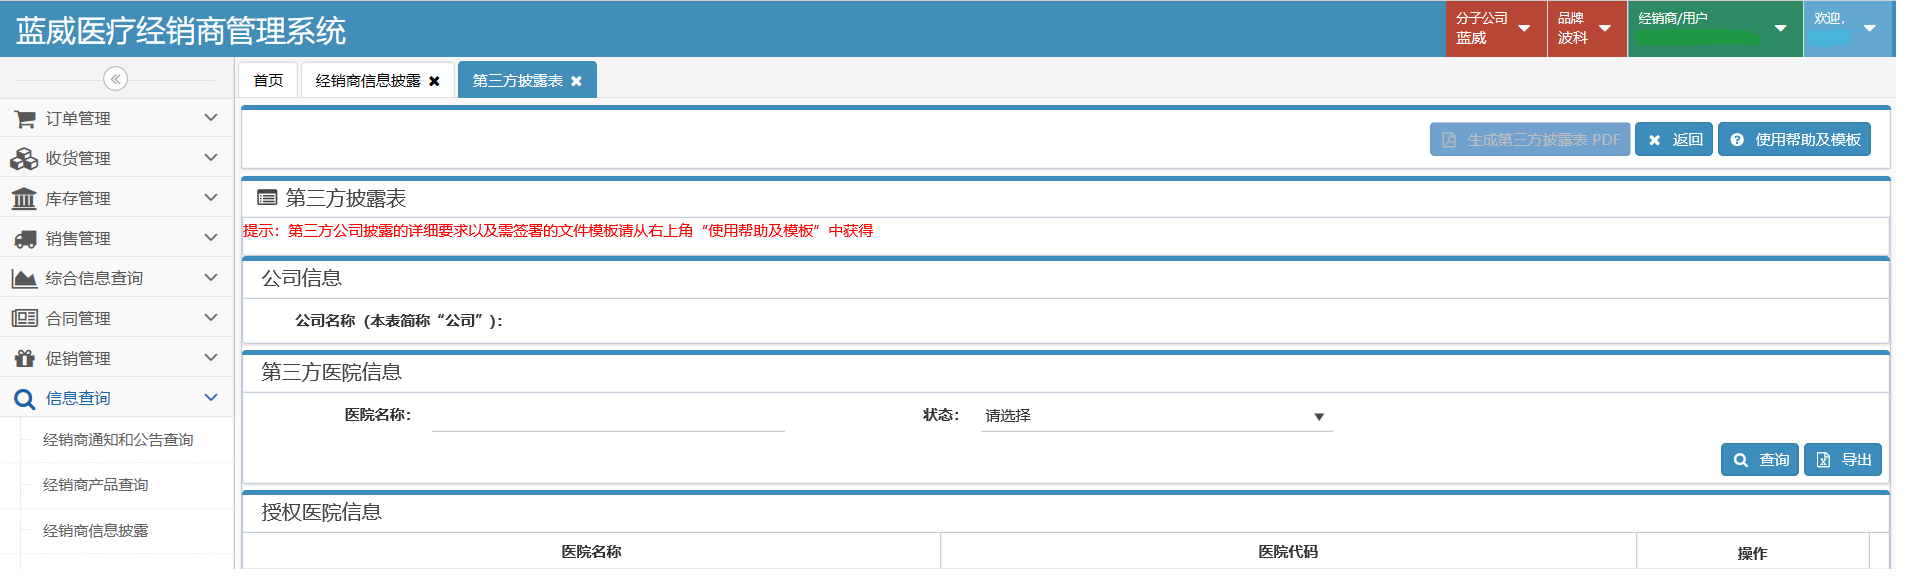 蓝威医疗经销商管理系统
分子公司
蓝威
品牌
波科
经销商/用户
欢迎,
首页
经销商信息披露
第三方披露表
订单管理
收货管理
库存管理
销售管理
综合信息查询
合同管理
促销管理
信息查询
经销商通知和公告查询
经销商产品查询
经销商信息披露
生成第三方披露表 PDF
返回
使用帮助及模板
第三方披露表
提示：第三方公司披露的详细要求以及需签署的文件模板请从右上角“使用帮助及模板”中获得
公司信息
公司名称（本表简称“公司”）：
第三方医院信息
医院名称：
状态：
请选择
查询
导出
授权医院信息
医院名称
医院代码
操作